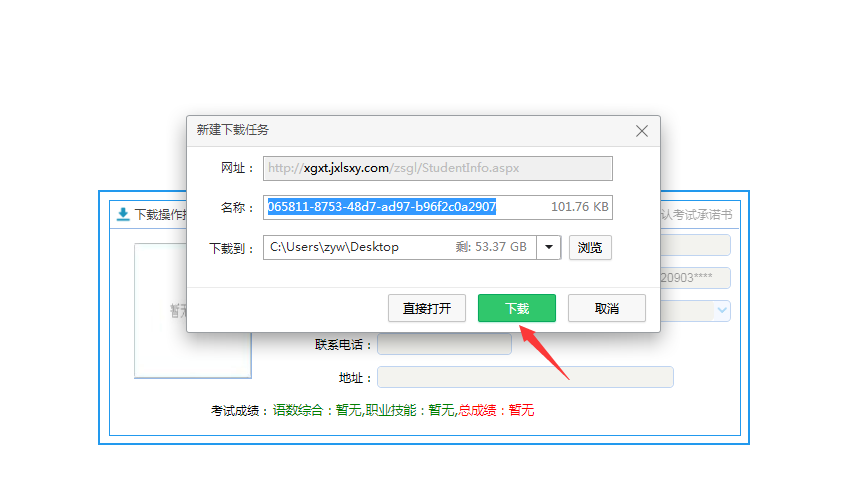 新建下载任务
网址： http://xgxt.jxlsxy.com/zsgl/StudentInfo.aspx
名称： 065811-8753-48d7-ad97-b96f2c0a2907 101.76 KB
下载操作 认考试承诺书
下载到： C:\Users\zyw\Desktop 剩: 53.37 GB 浏览
20903****
直接打开 下载 取消
暂
联系电话：
地址：
考试成绩：语数综合：暂无,职业技能：暂无,总成绩：暂无